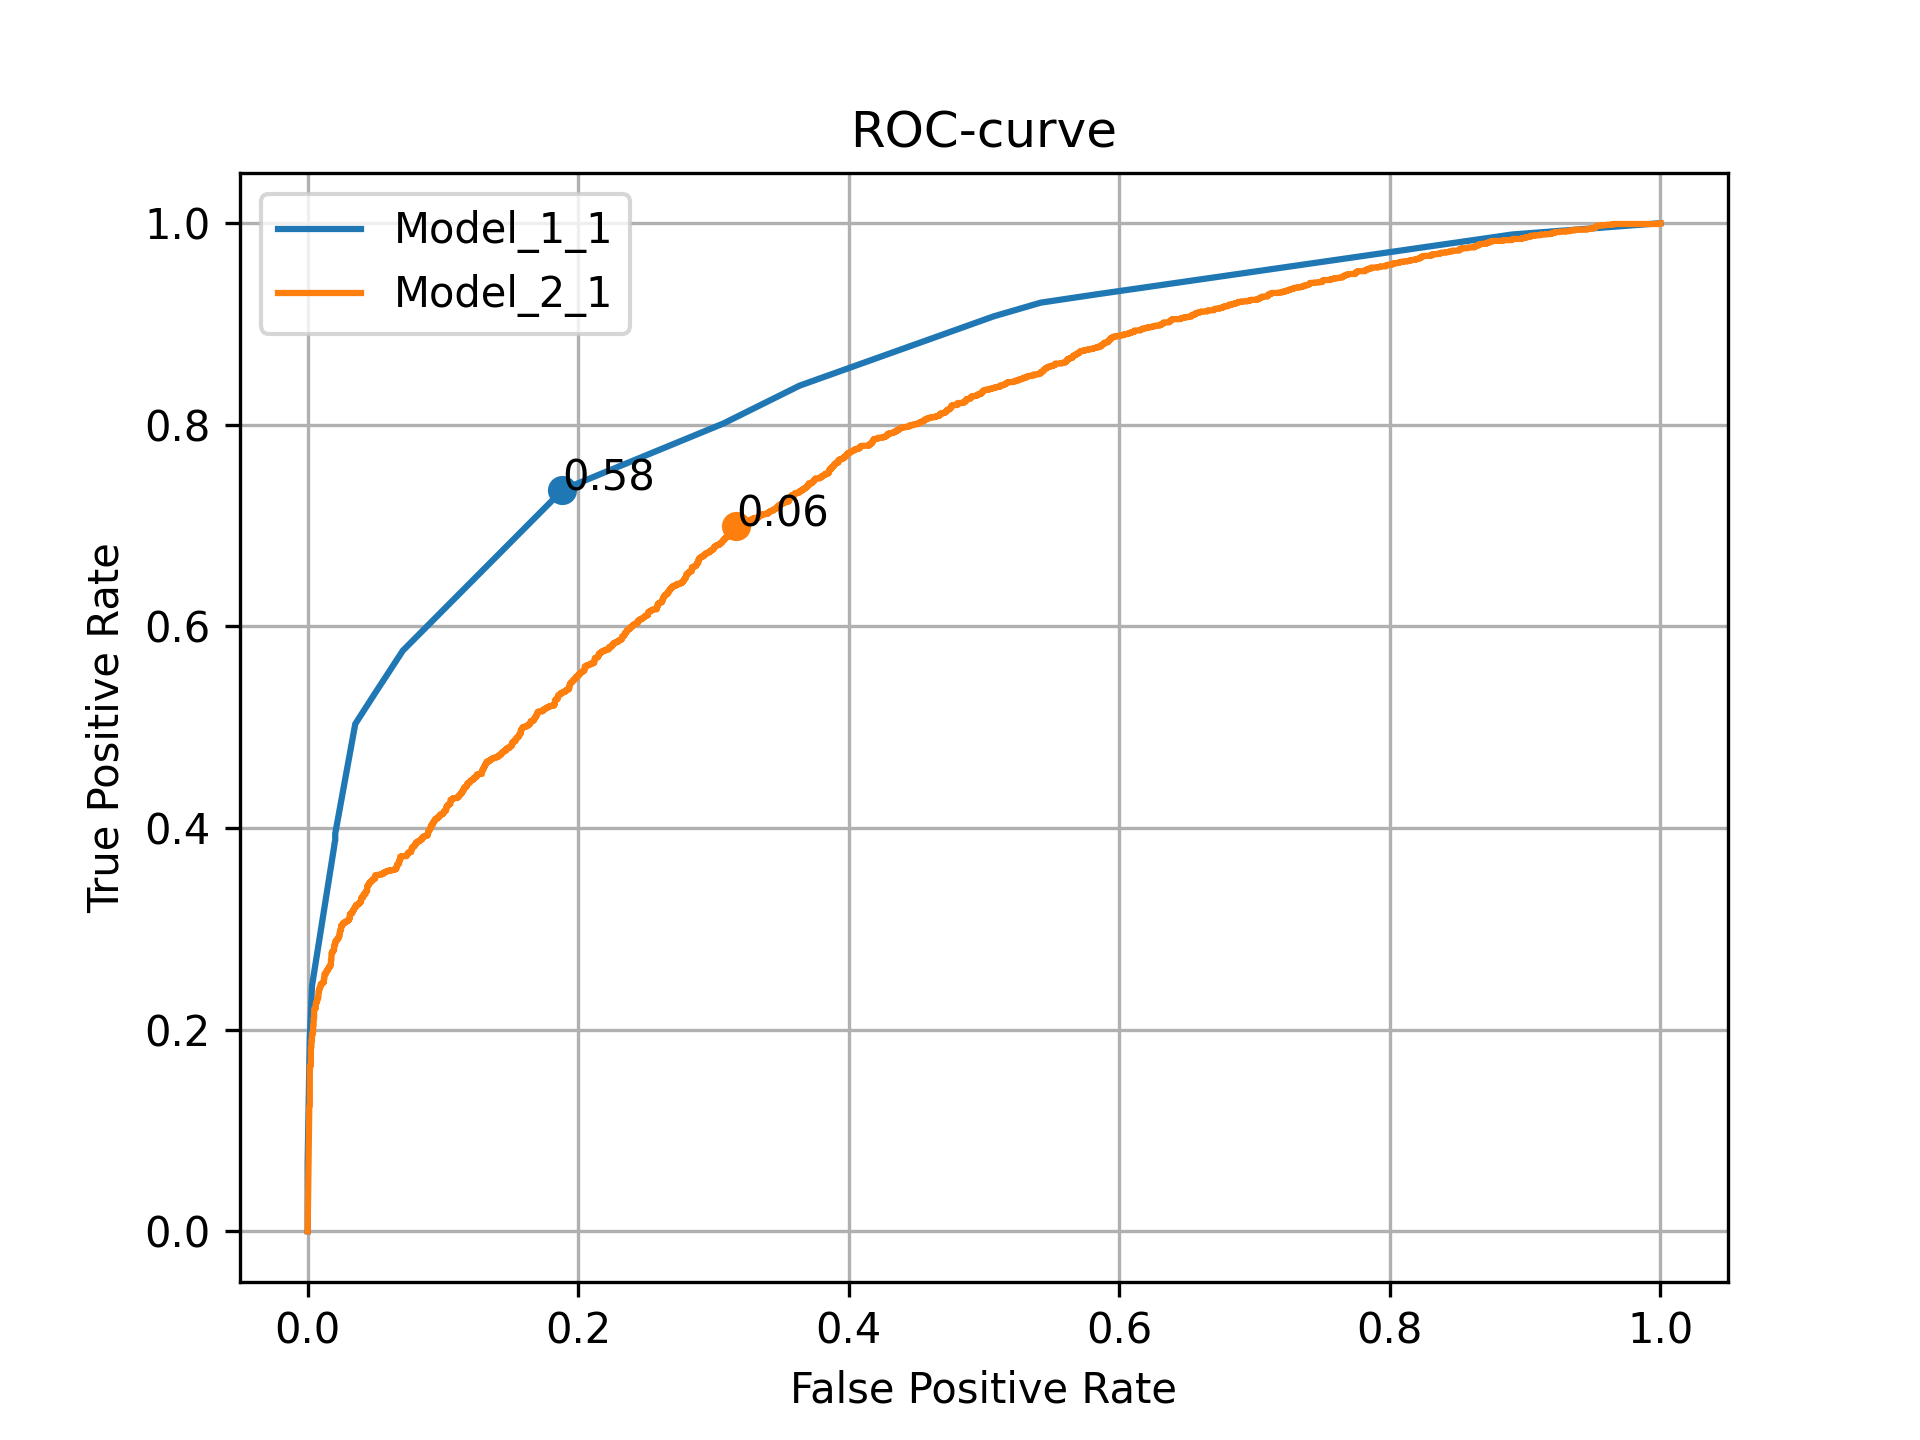 ROC-curve
Model_1_1
Model_2_1
1.0
0.8
0.6
0.4
0.2
0.0
True Positive Rate
0.58
0.06
0.0 0.2 0.4 0.6 0.8 1.0
False Positive Rate